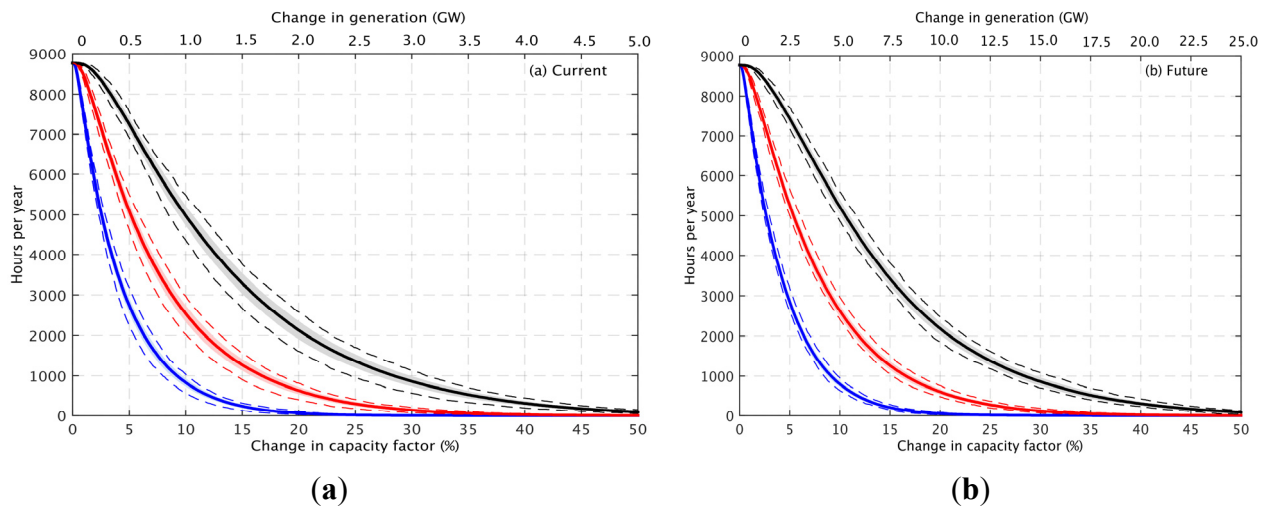 Change in generation (GW)
0 0.5 1.0 1.5 2.0 2.5 3.0 3.5 4.0 4.5 5.0
9000
8000
7000
6000
5000
4000
3000
2000
1000
0
Hours per year
(a) Current
0 5 10 15 20 25 30 35 40 45 50
Change in capacity factor (%)
(a)
Change in generation (GW)
0 2.5 5.0 7.5 10.0 12.5 15.0 17.5 20.0 22.5 25.0
9000
8000
7000
6000
5000
4000
3000
2000
1000
0
Hours per year
(b) Future
0 5 10 15 20 25 30 35 40 45 50
Change in capacity factor (%)
(b)